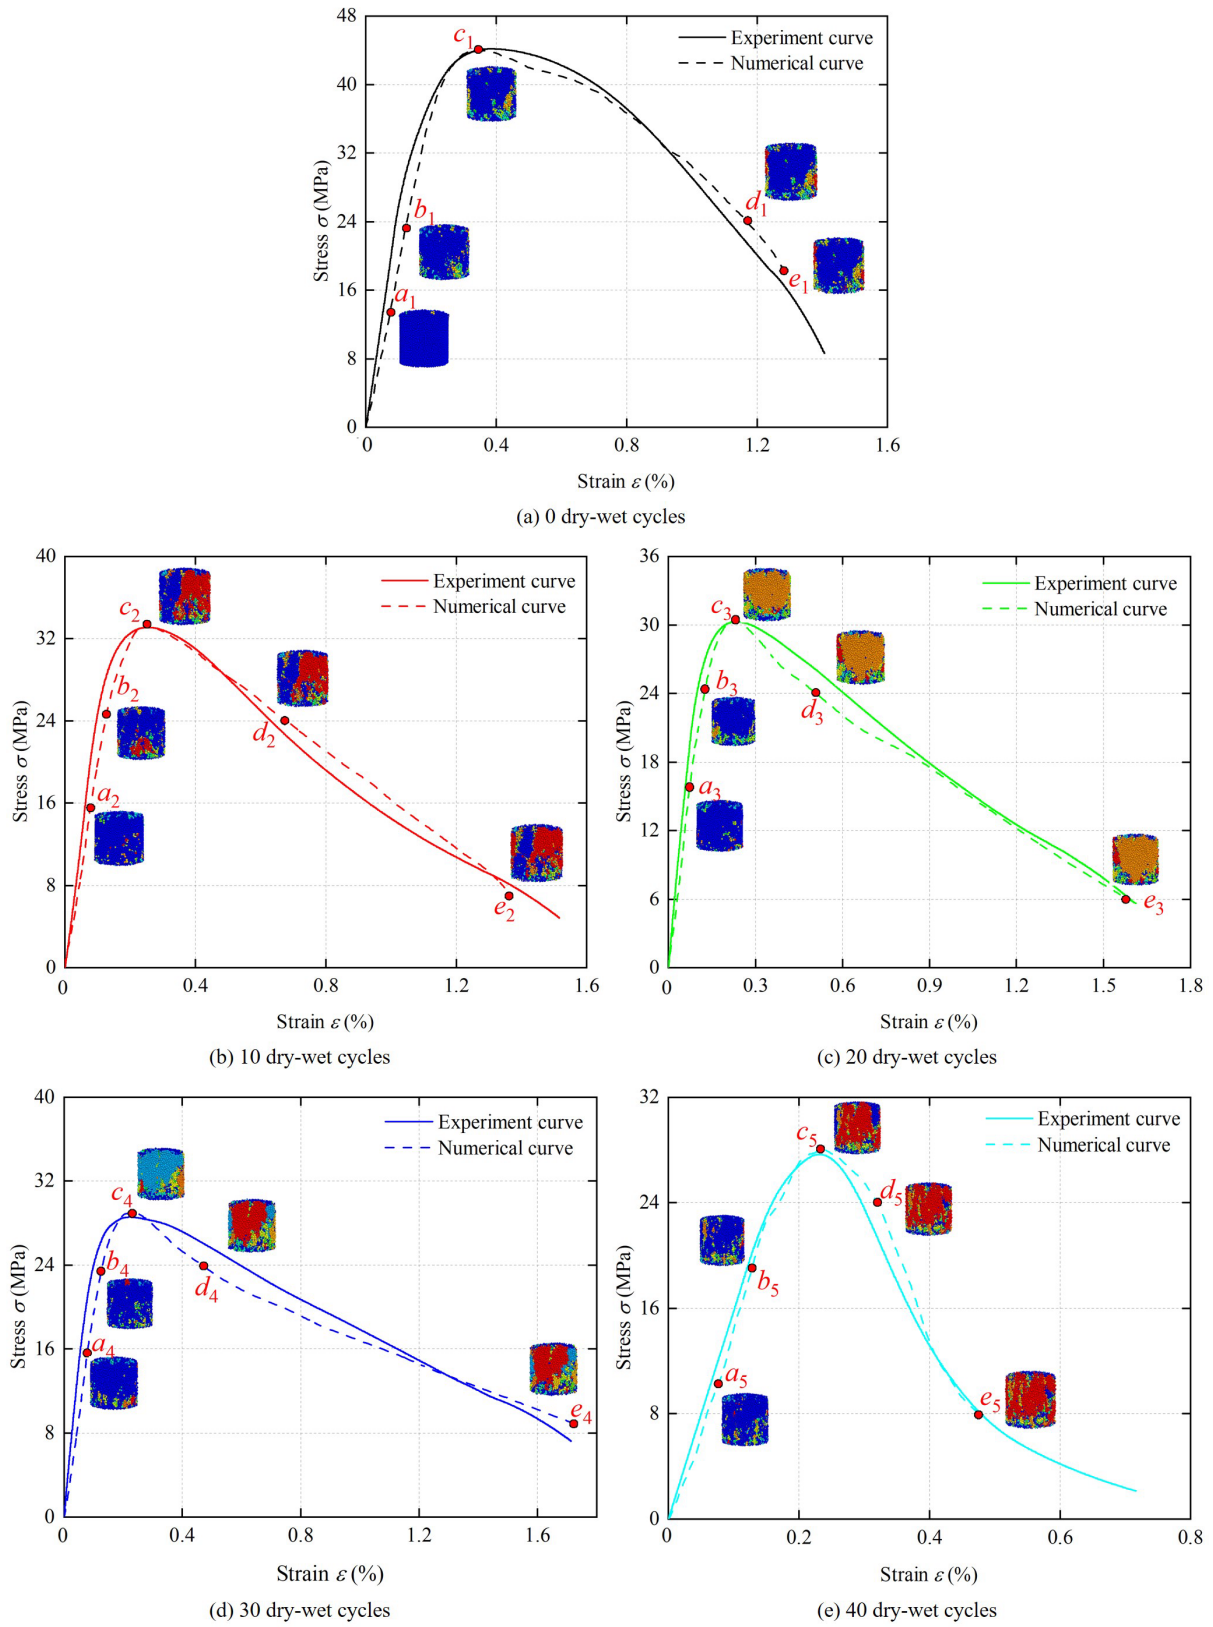 48
40
32
24
16
8
0
Stress σ (MPa)
Experiment curve
Numerical curve
c1
b1
a1
d1
e1
0 0.4 0.8 1.2 1.6
Strain ε (%)
(a) 0 dry-wet cycles
40
32
24
16
8
0
Stress σ (MPa)
Experiment curve
Numerical curve
c2
b2
a2
d2
e2
0 0.4 0.8 1.2 1.6
Strain ε (%)
(b) 10 dry-wet cycles
36
30
24
18
12
6
0
Stress σ (MPa)
Experiment curve
Numerical curve
c3
b3
a3
d3
e3
0 0.3 0.6 0.9 1.2 1.5 1.8
Strain ε (%)
(c) 20 dry-wet cycles
40
32
24
16
8
0
Stress σ (MPa)
Experiment curve
Numerical curve
c4
b4
a4
d4
e4
0 0.4 0.8 1.2 1.6
Strain ε (%)
(d) 30 dry-wet cycles
32
24
16
8
0
Stress σ (MPa)
Experiment curve
Numerical curve
c5
d5
b5
a5
e5
0 0.2 0.4 0.6 0.8
Strain ε (%)
(e) 40 dry-wet cycles